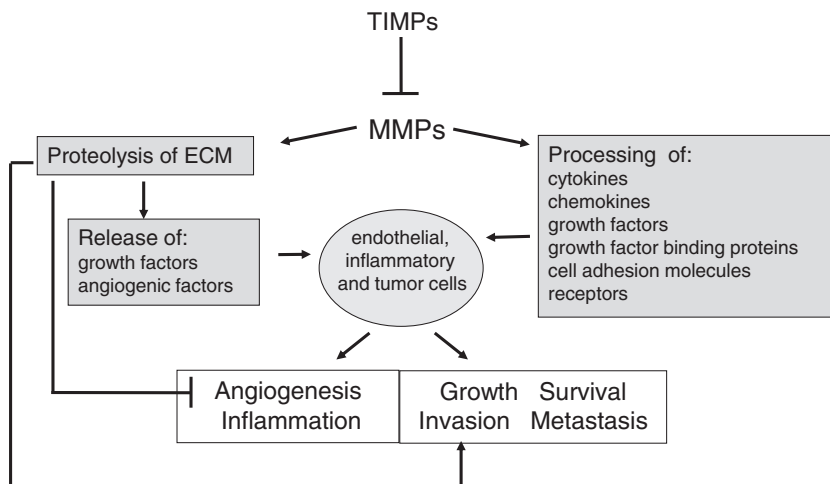 TIMPs
MMPs
Proteolysis of ECM
Processing of:
cytokines
chemokines
growth factors
growth factor binding proteins
cell adhesion molecules
receptors
Release of:
growth factors
angiogenic factors
endothelial,
inflammatory
and tumor cells
Angiogenesis
Inflammation
Growth Survival
Invasion Metastasis